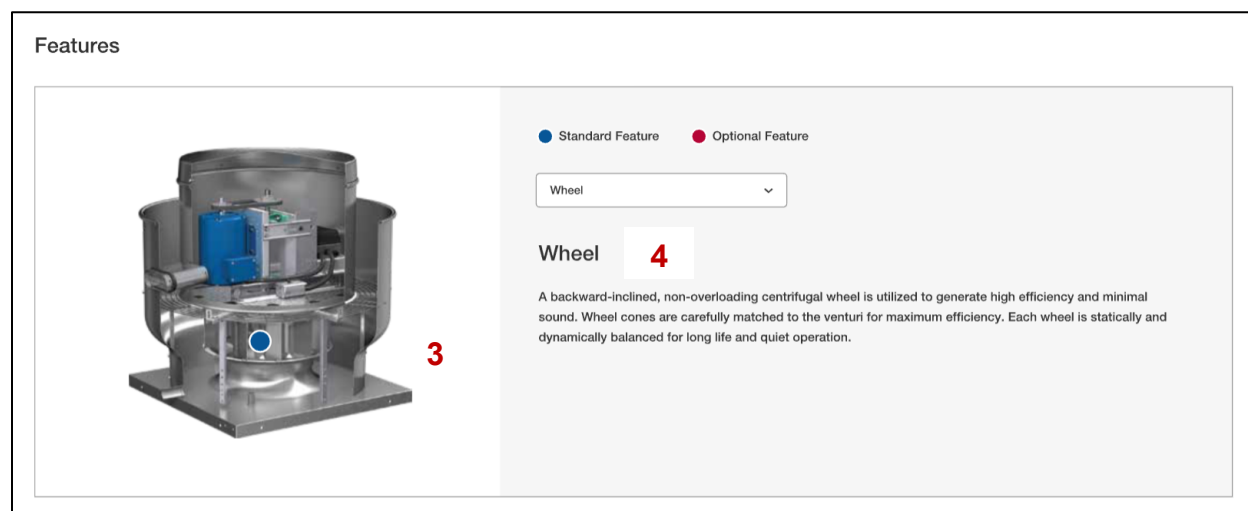 Features
Standard Feature
Optional Feature
Wheel
Wheel
4
A backward-inclined, non-overloading centrifugal wheel is utilized to generate high efficiency and minimal
sound. Wheel cones are carefully matched to the venturi for maximum efficiency. Each wheel is statically and
dynamically balanced for long life and quiet operation.
3